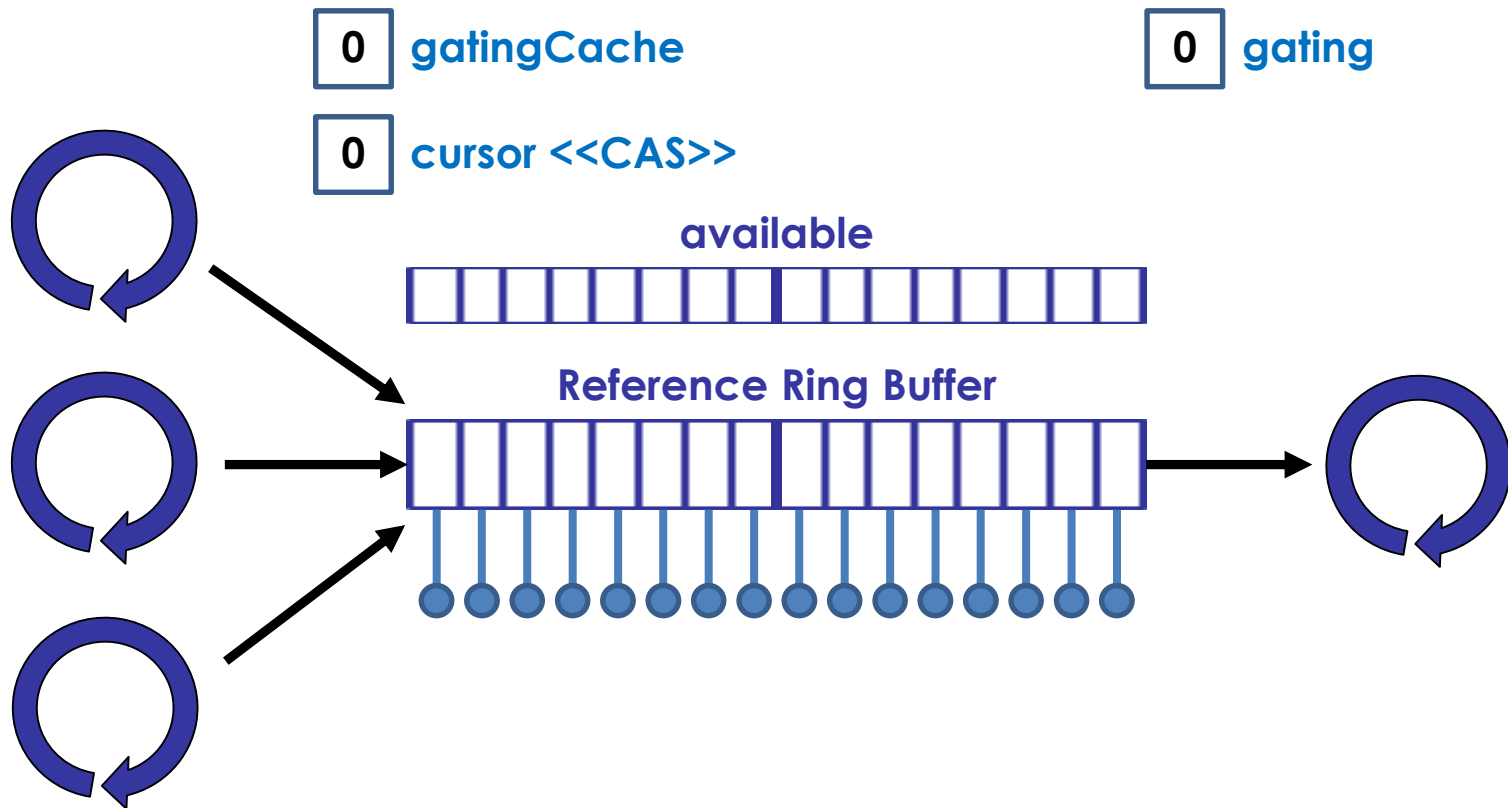 0 gatingCache
0 gating
0 cursor <<CAS>>
available
Reference Ring Buffer